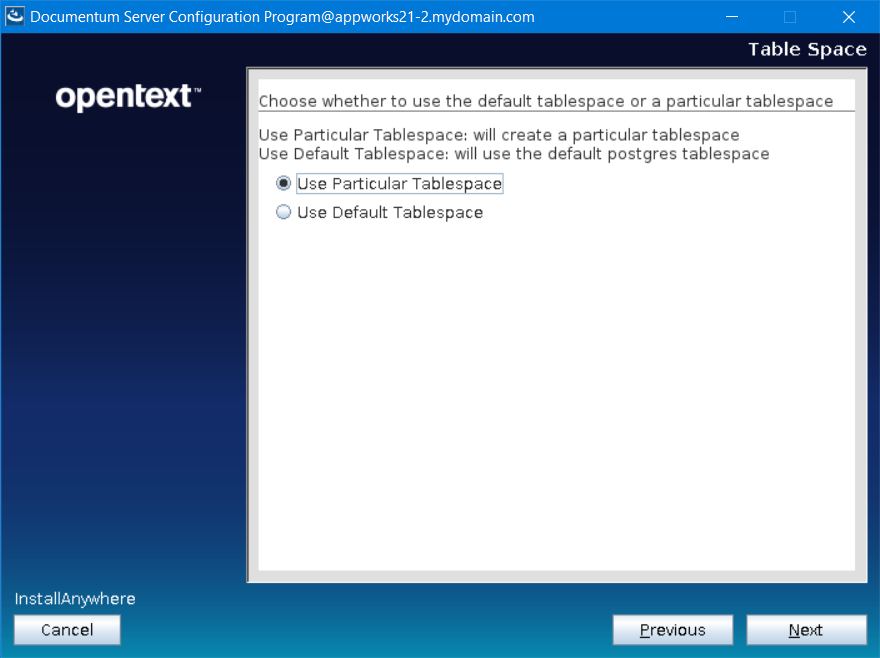 Documentum Server Configuration Program@appworks21-2.mydomain.com
Table Space
opentext™
Choose whether to use the default tablespace or a particular tablespace
Use Particular Tablespace: will create a particular tablespace
Use Default Tablespace: will use the default postgres tablespace
Use Particular Tablespace
Use Default Tablespace
InstallAnywhere
Cancel
Previous
Next